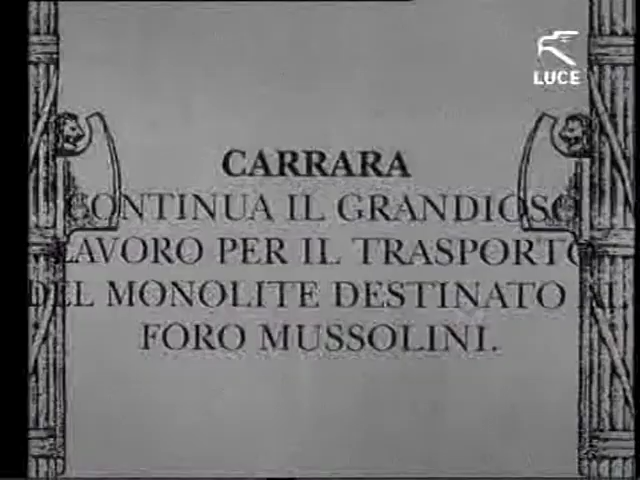 LUCE
CARRARA
CONTINUA IL GRANDIOSO
LAVORO PER IL TRASPORTO
DEL MONOLITE DESTINATO AL
FORO MUSSOLINI.